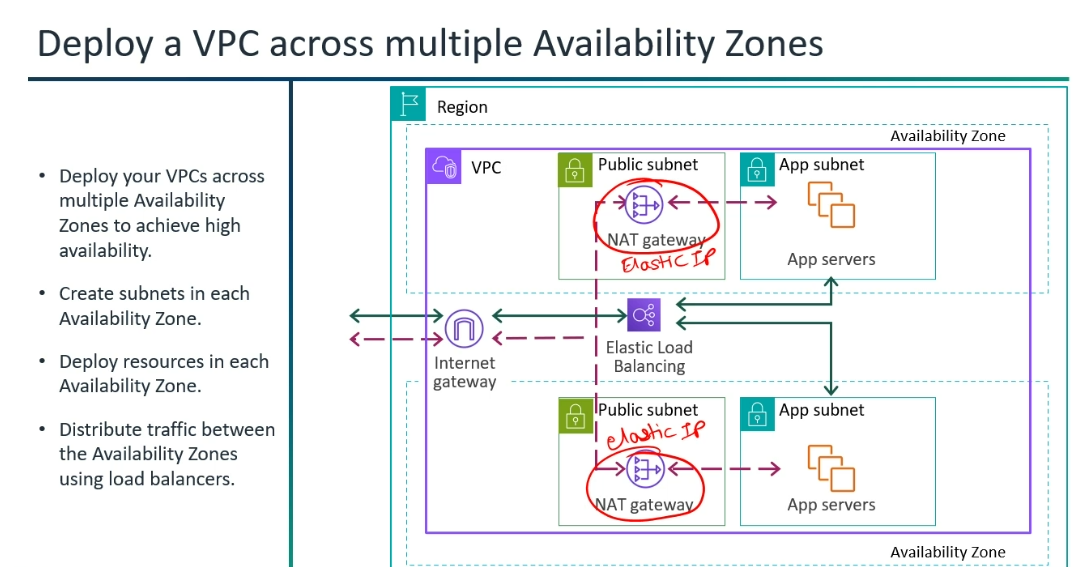 Deploy a VPC across multiple Availability Zones
• Deploy your VPCs across
multiple Availability
Zones to achieve high
availability.
• Create subnets in each
Availability Zone.
• Deploy resources in each
Availability Zone.
• Distribute traffic between
the Availability Zones
using load balancers.
Region
Availability Zone
VPC
Public subnet
App subnet
NAT gateway
Elastic IP
App servers
Internet
gateway
Elastic Load
Balancing
Public subnet
App subnet
elastic IP
NAT gateway
App servers
Availability Zone